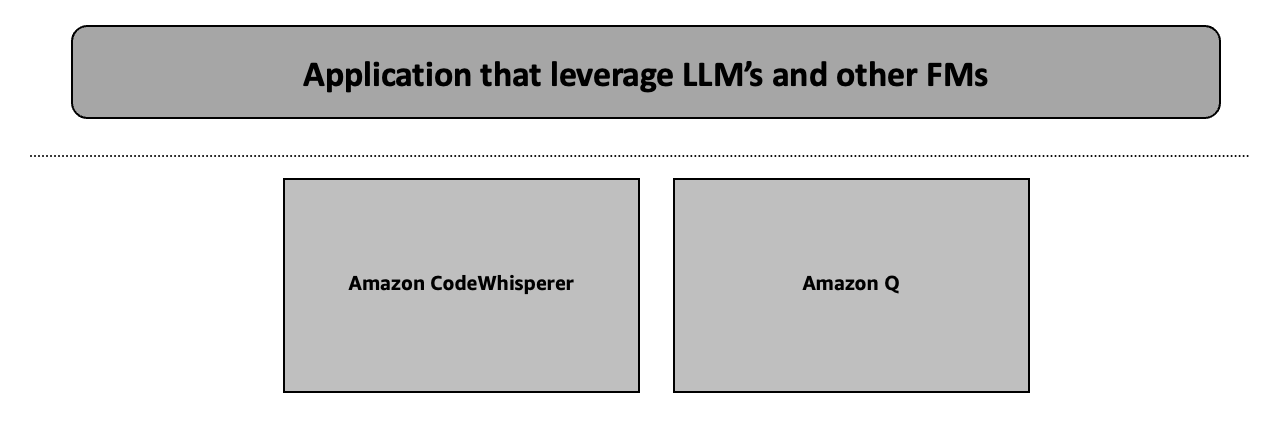 Application that leverage LLM’s and other FMs
Amazon CodeWhisperer
Amazon Q